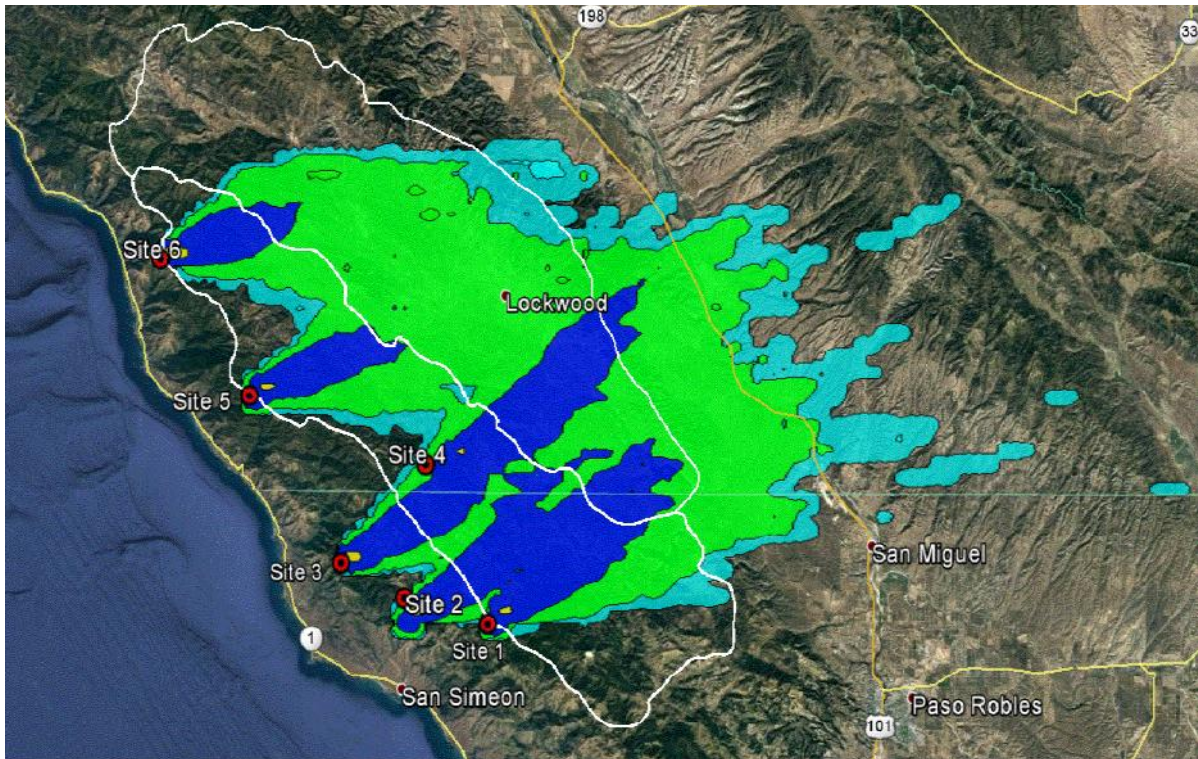 198
33
Site 6
Lockwood
Site 5
Site 4
San Miguel
Site 3
Site 2
1
Site 1
San Simeon
Paso Robles
101